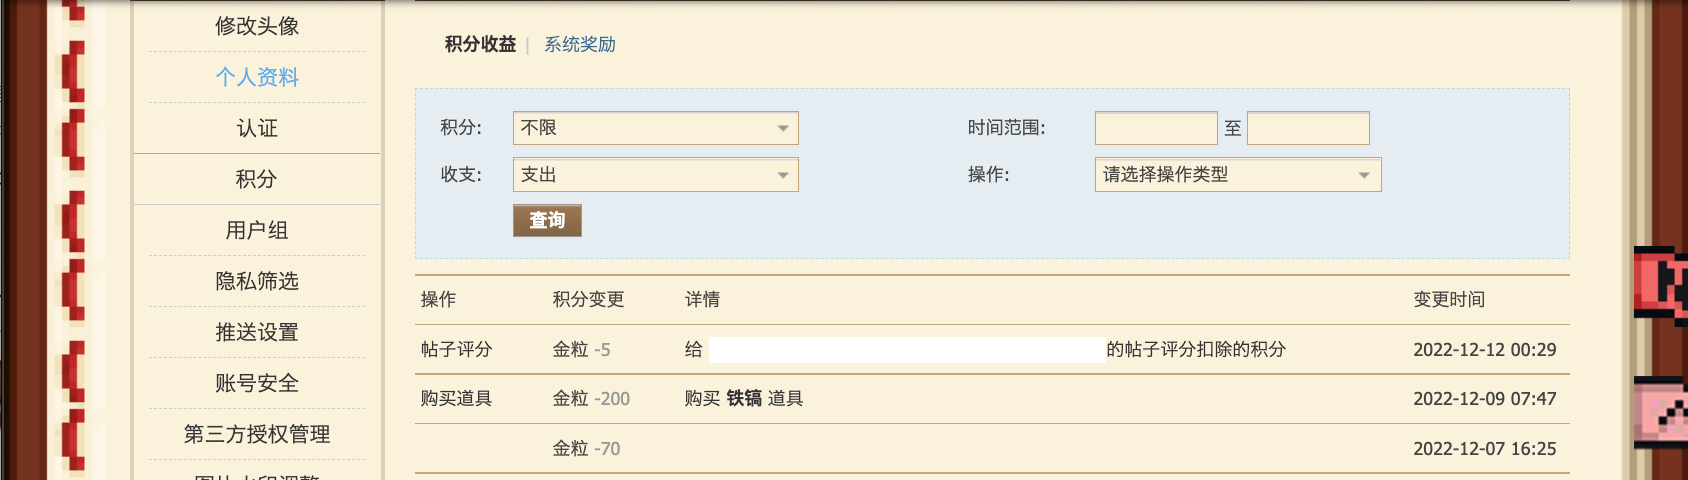 修改头像
个人资料
认证
积分
用户组
隐私筛选
推送设置
账号安全
第三方授权管理
积分收益 | 系统奖励
积分: 不限 时间范围: 至
收支: 支出 操作: 请选择操作类型
查询
操作 积分变更 详情 变更时间
帖子评分 金粒 -5 给 的帖子评分扣除的积分 2022-12-12 00:29
购买道具 金粒 -200 购买 铁镐 道具 2022-12-09 07:47
金粒 -70 2022-12-07 16:25